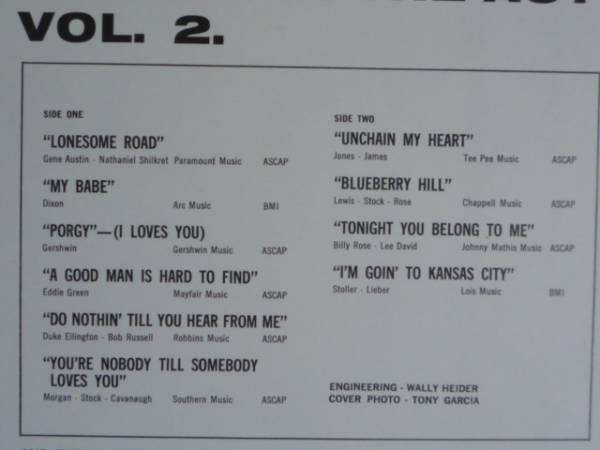 VOL. 2.
SIDE ONE
"LONESOME ROAD"
Gene Austin - Nathaniel Shilkret Paramount Music ASCAP
"MY BABE"
Dixon Arc Music BMI
"PORGY"—(I LOVES YOU)
Gershwin Gershwin Music ASCAP
"A GOOD MAN IS HARD TO FIND"
Eddie Green Mayfair Music ASCAP
"DO NOTHIN' TILL YOU HEAR FROM ME"
Duke Ellington - Bob Russell Robbins Music ASCAP
"YOU'RE NOBODY TILL SOMEBODY
LOVES YOU"
Morgan - Stock - Cavanaugh Southern Music ASCAP
SIDE TWO
"UNCHAIN MY HEART"
Jones - James Tee Pee Music ASCAP
"BLUEBERRY HILL"
Lewis - Stock - Rose Chappell Music ASCAP
"TONIGHT YOU BELONG TO ME"
Billy Rose - Lee David Johnny Mathis Music ASCAP
"I'M GOIN' TO KANSAS CITY"
Stoller - Lieber Lois Music BMI
ENGINEERING - WALLY HEIDER
COVER PHOTO - TONY GARCIA